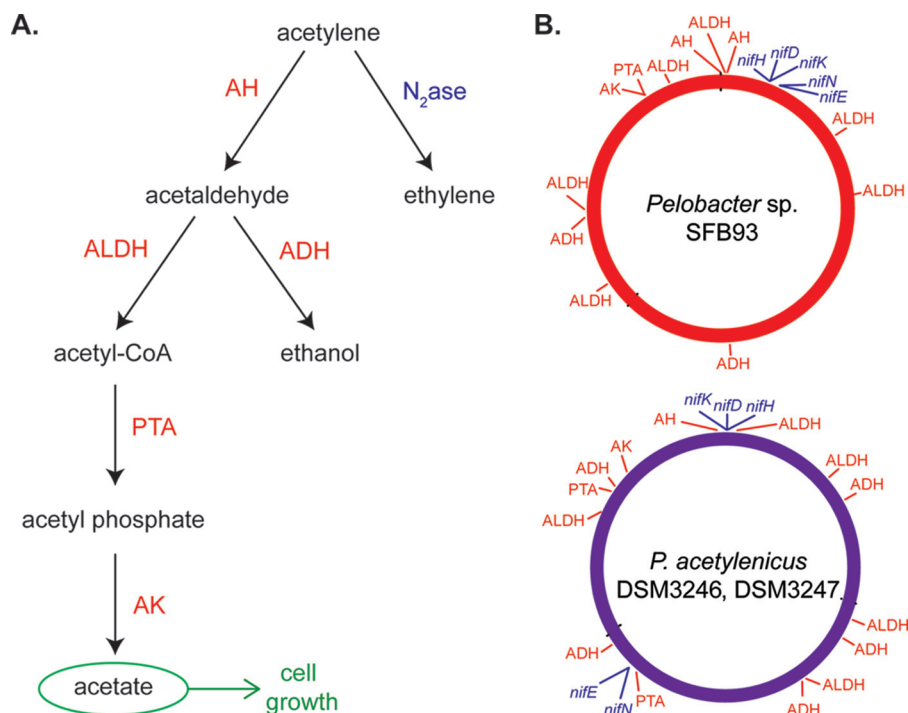 A.
acetylene
AH
N2ase
acetaldehyde
ethylene
ALDH
ADH
acetyl-CoA
ethanol
PTA
acetyl phosphate
AK
acetate
cell
growth
B.
ALDH
AH
AH
nifH
nifD
nifK
nifN
nifE
PTA
ALDH
AK
ALDH
ALDH
ALDH
ADH
ALDH
ADH
Pelobacter sp.
SFB93
nifK
nifD
nifH
AH
ALDH
AK
ADH
PTA
ALDH
ALDH
ADH
P. acetylenicus
DSM3246, DSM3247
ALDH
ADH
ADH
nifE
nifN
PTA
ALDH
ADH